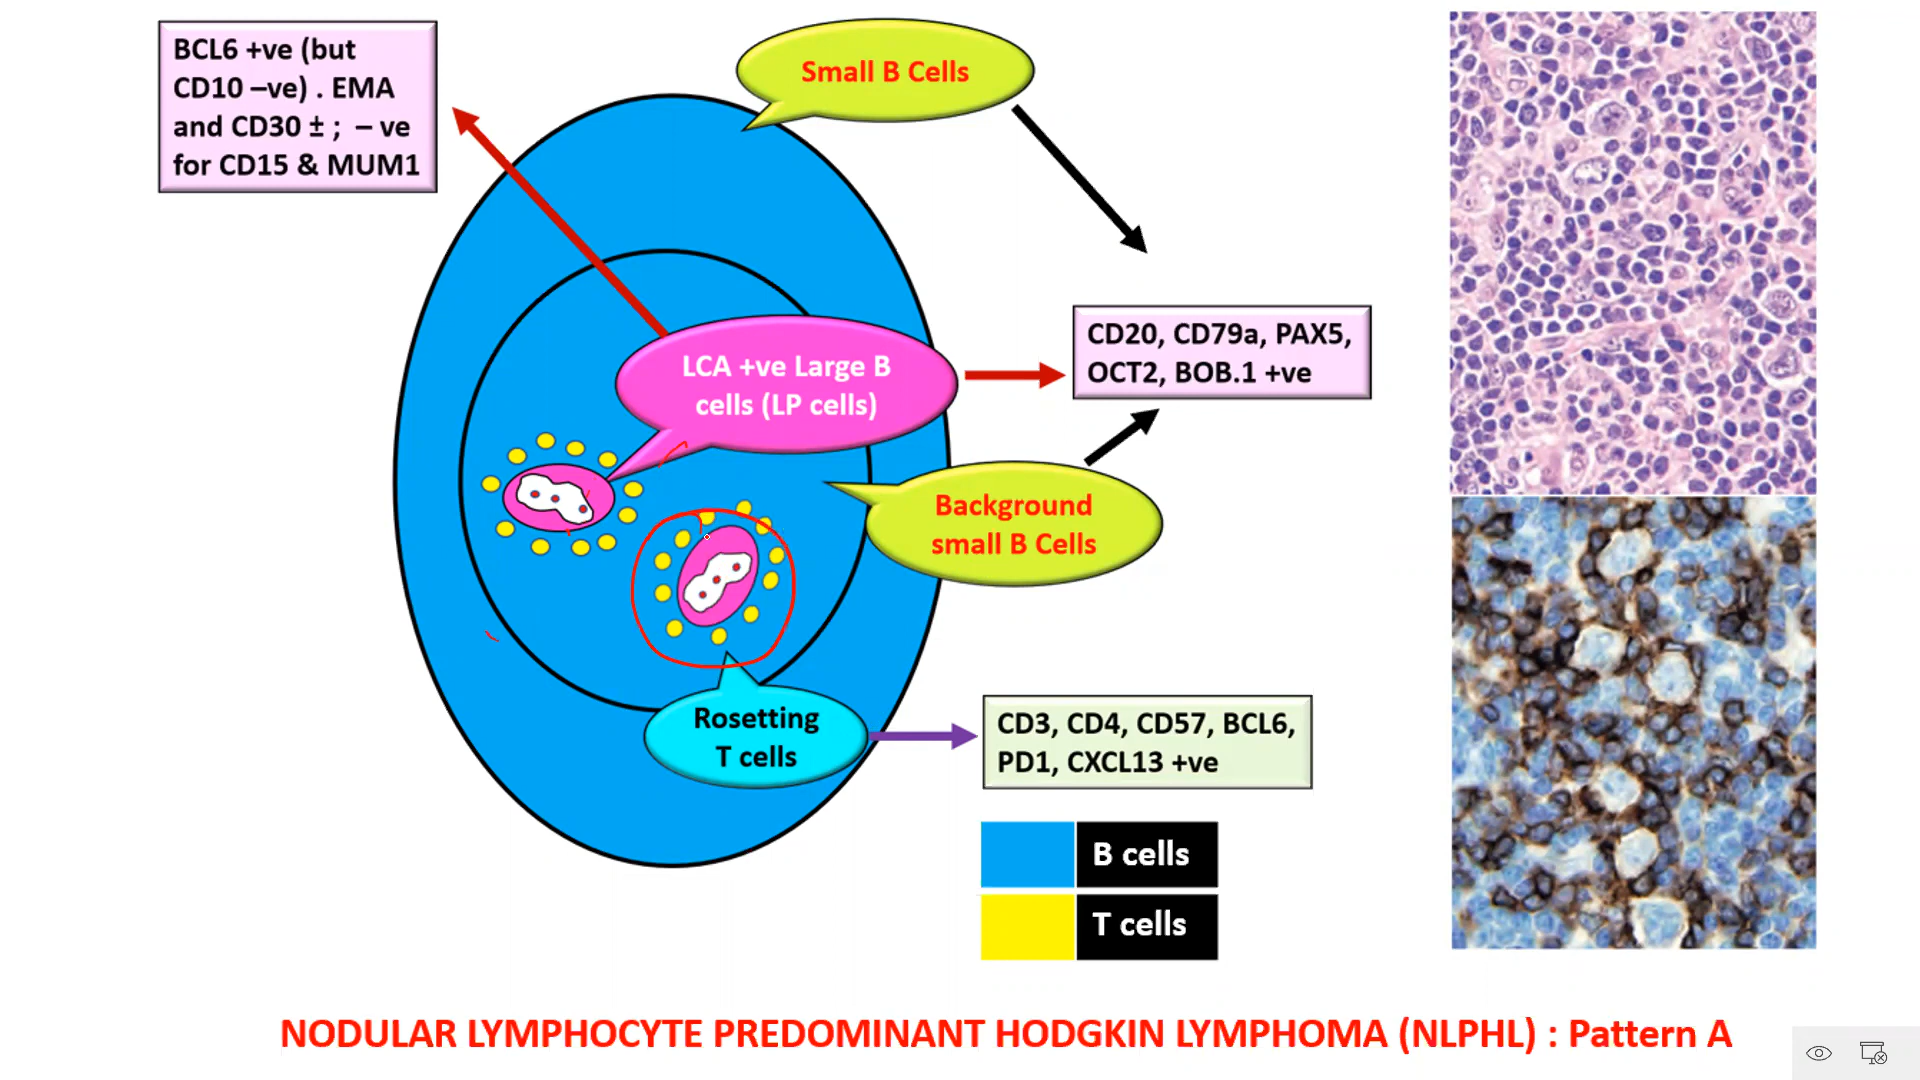 BCL6 +ve (but
CD10 –ve) . EMA
and CD30 ± ; – ve
for CD15 & MUM1
Small B Cells
LCA +ve Large B
cells (LP cells)
CD20, CD79a, PAX5,
OCT2, BOB.1 +ve
Background
small B Cells
Rosetting
T cells
CD3, CD4, CD57, BCL6,
PD1, CXCL13 +ve
B cells
T cells
NODULAR LYMPHOCYTE PREDOMINANT HODGKIN LYMPHOMA (NLPHL) : Pattern A